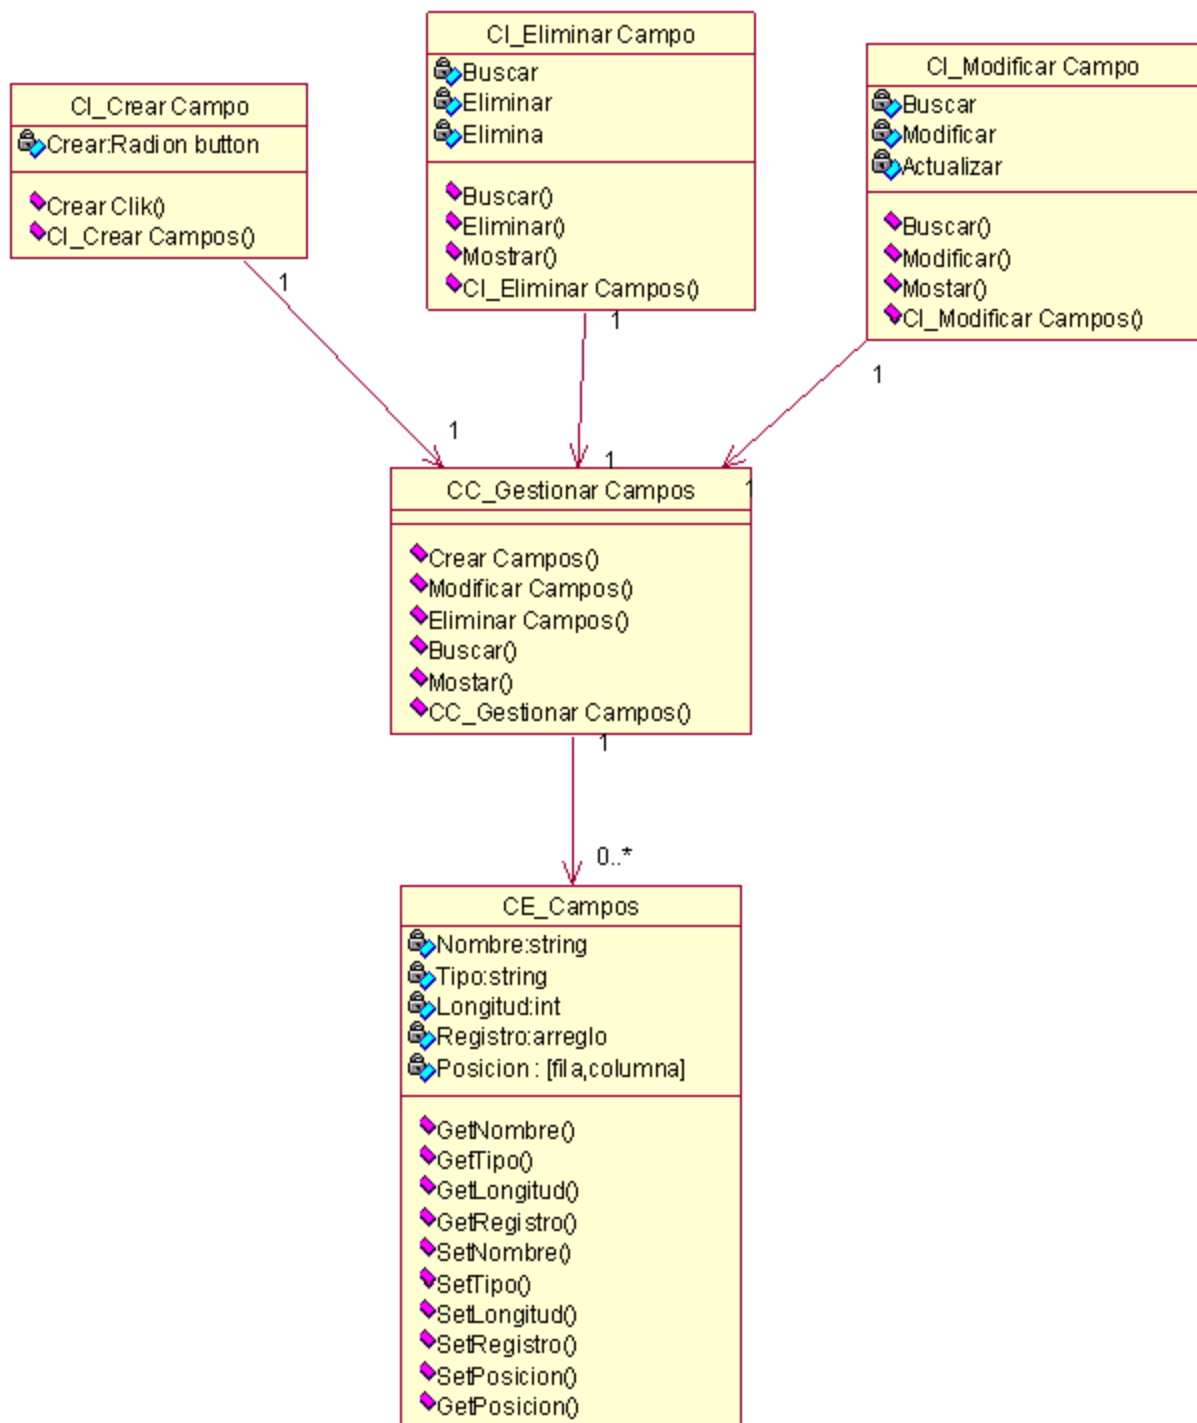 CI_Crear Campo
Crear:Radion button
Crear Clik()
CI_Crear Campos()
1
1
CI_Eliminar Campo
Buscar
Eliminar
Elimina
Buscar()
Eliminar()
Mostrar()
CI_Eliminar Campos()
1
1
CI_Modificar Campo
Buscar
Modificar
Actualizar
Buscar()
Modificar()
Mostar()
CI_Modificar Campos()
1
1
CC_Gestionar Campos
Crear Campos()
Modificar Campos()
Eliminar Campos()
Buscar()
Mostar()
CC_Gestionar Campos()
1
0..*
CE_Campos
Nombre:string
Tipo:string
Longitud:int
Registro:arreglo
Posicion : [fila,columna]
GetNombre()
GetTipo()
GetLongitud()
GetRegistro()
SetNombre()
SetTipo()
SetLongitud()
SetRegistro()
SetPosicion()
GetPosicion()